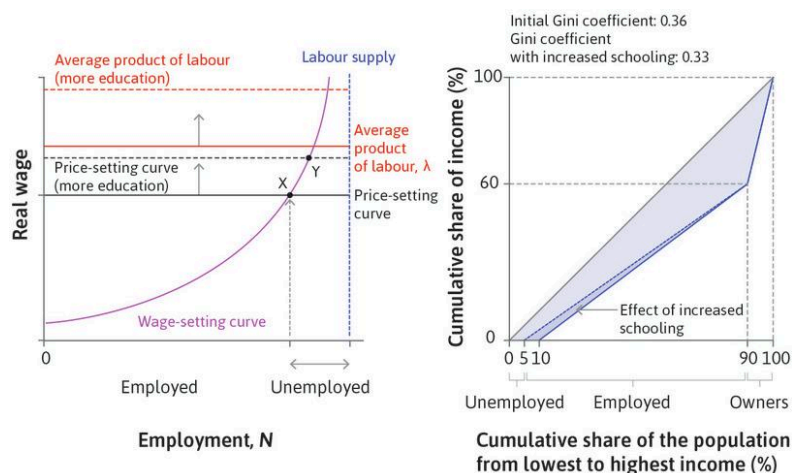 Average product of labour
(more education)
Labour supply
Average
product
of labour, λ
Price-setting curve
(more education)
Y
X
Price-setting
curve
Real wage
Wage-setting curve
0
Employed
Unemployed
Employment, N
Initial Gini coefficient: 0.36
Gini coefficient
with increased schooling: 0.33
100
60
0
Cumulative share of income (%)
Effect of increased
schooling
0 5 10
90 100
Unemployed
Employed
Owners
Cumulative share of the population
from lowest to highest income (%)